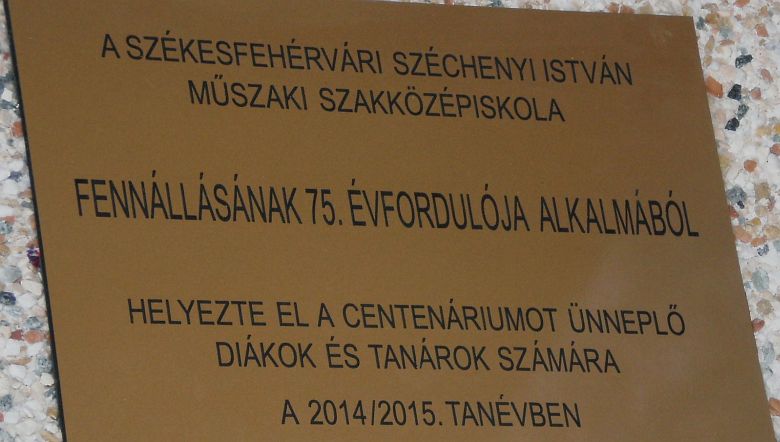 A SZÉKESFEHÉRVÁRI SZÉCHENYI ISTVÁN
MŰSZAKI SZAKKÖZÉPISKOLA
FENNÁLLÁSÁNAK 75. ÉVFORDULÓJA ALKALMÁBÓL
HELYEZTE EL A CENTENÁRIUMOT ÜNNEPLŐ
DIÁKOK ÉS TANÁROK SZÁMÁRA
A 2014/2015. TANÉVBEN